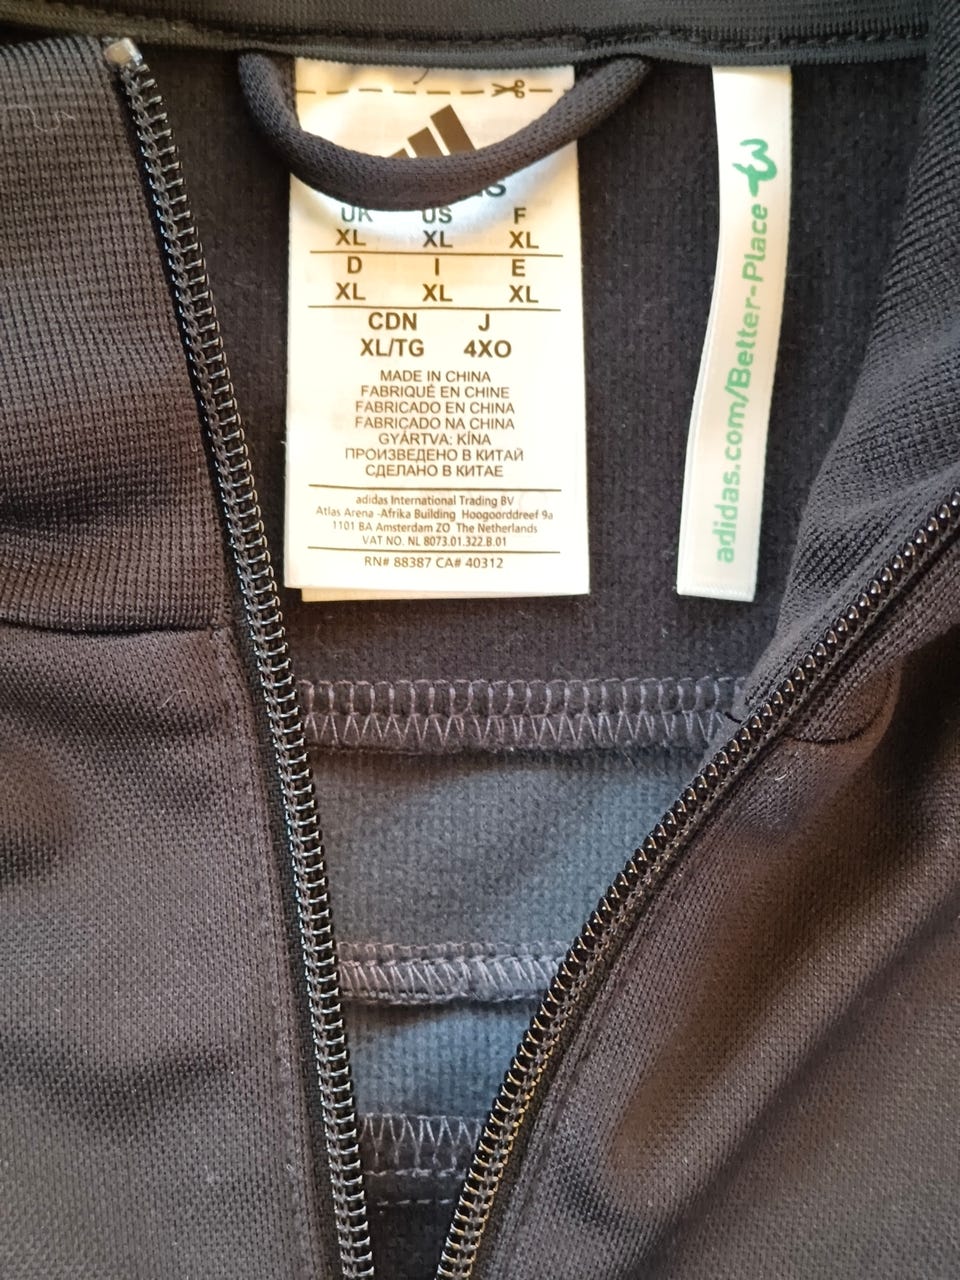 UK US F
XL XL XL
D I E
XL XL XL
CDN J
XL/TG 4XO
MADE IN CHINA
FABRIQUÉ EN CHINE
FABRICADO EN CHINA
FABRICADO NA CHINA
GYÁRTVA: KÍNA
ПРОИЗВЕДЕНО В КИТАЙ
СДЕЛАНО В КИТАЕ
adidas International Trading BV
Atlas Arena -Afrika Building Hoogoorddreef 9a
1101 BA Amsterdam ZO The Netherlands
VAT NO. NL 8073.01.322.B.01
RN# 88387 CA# 40312
adidas.com/Better-Place